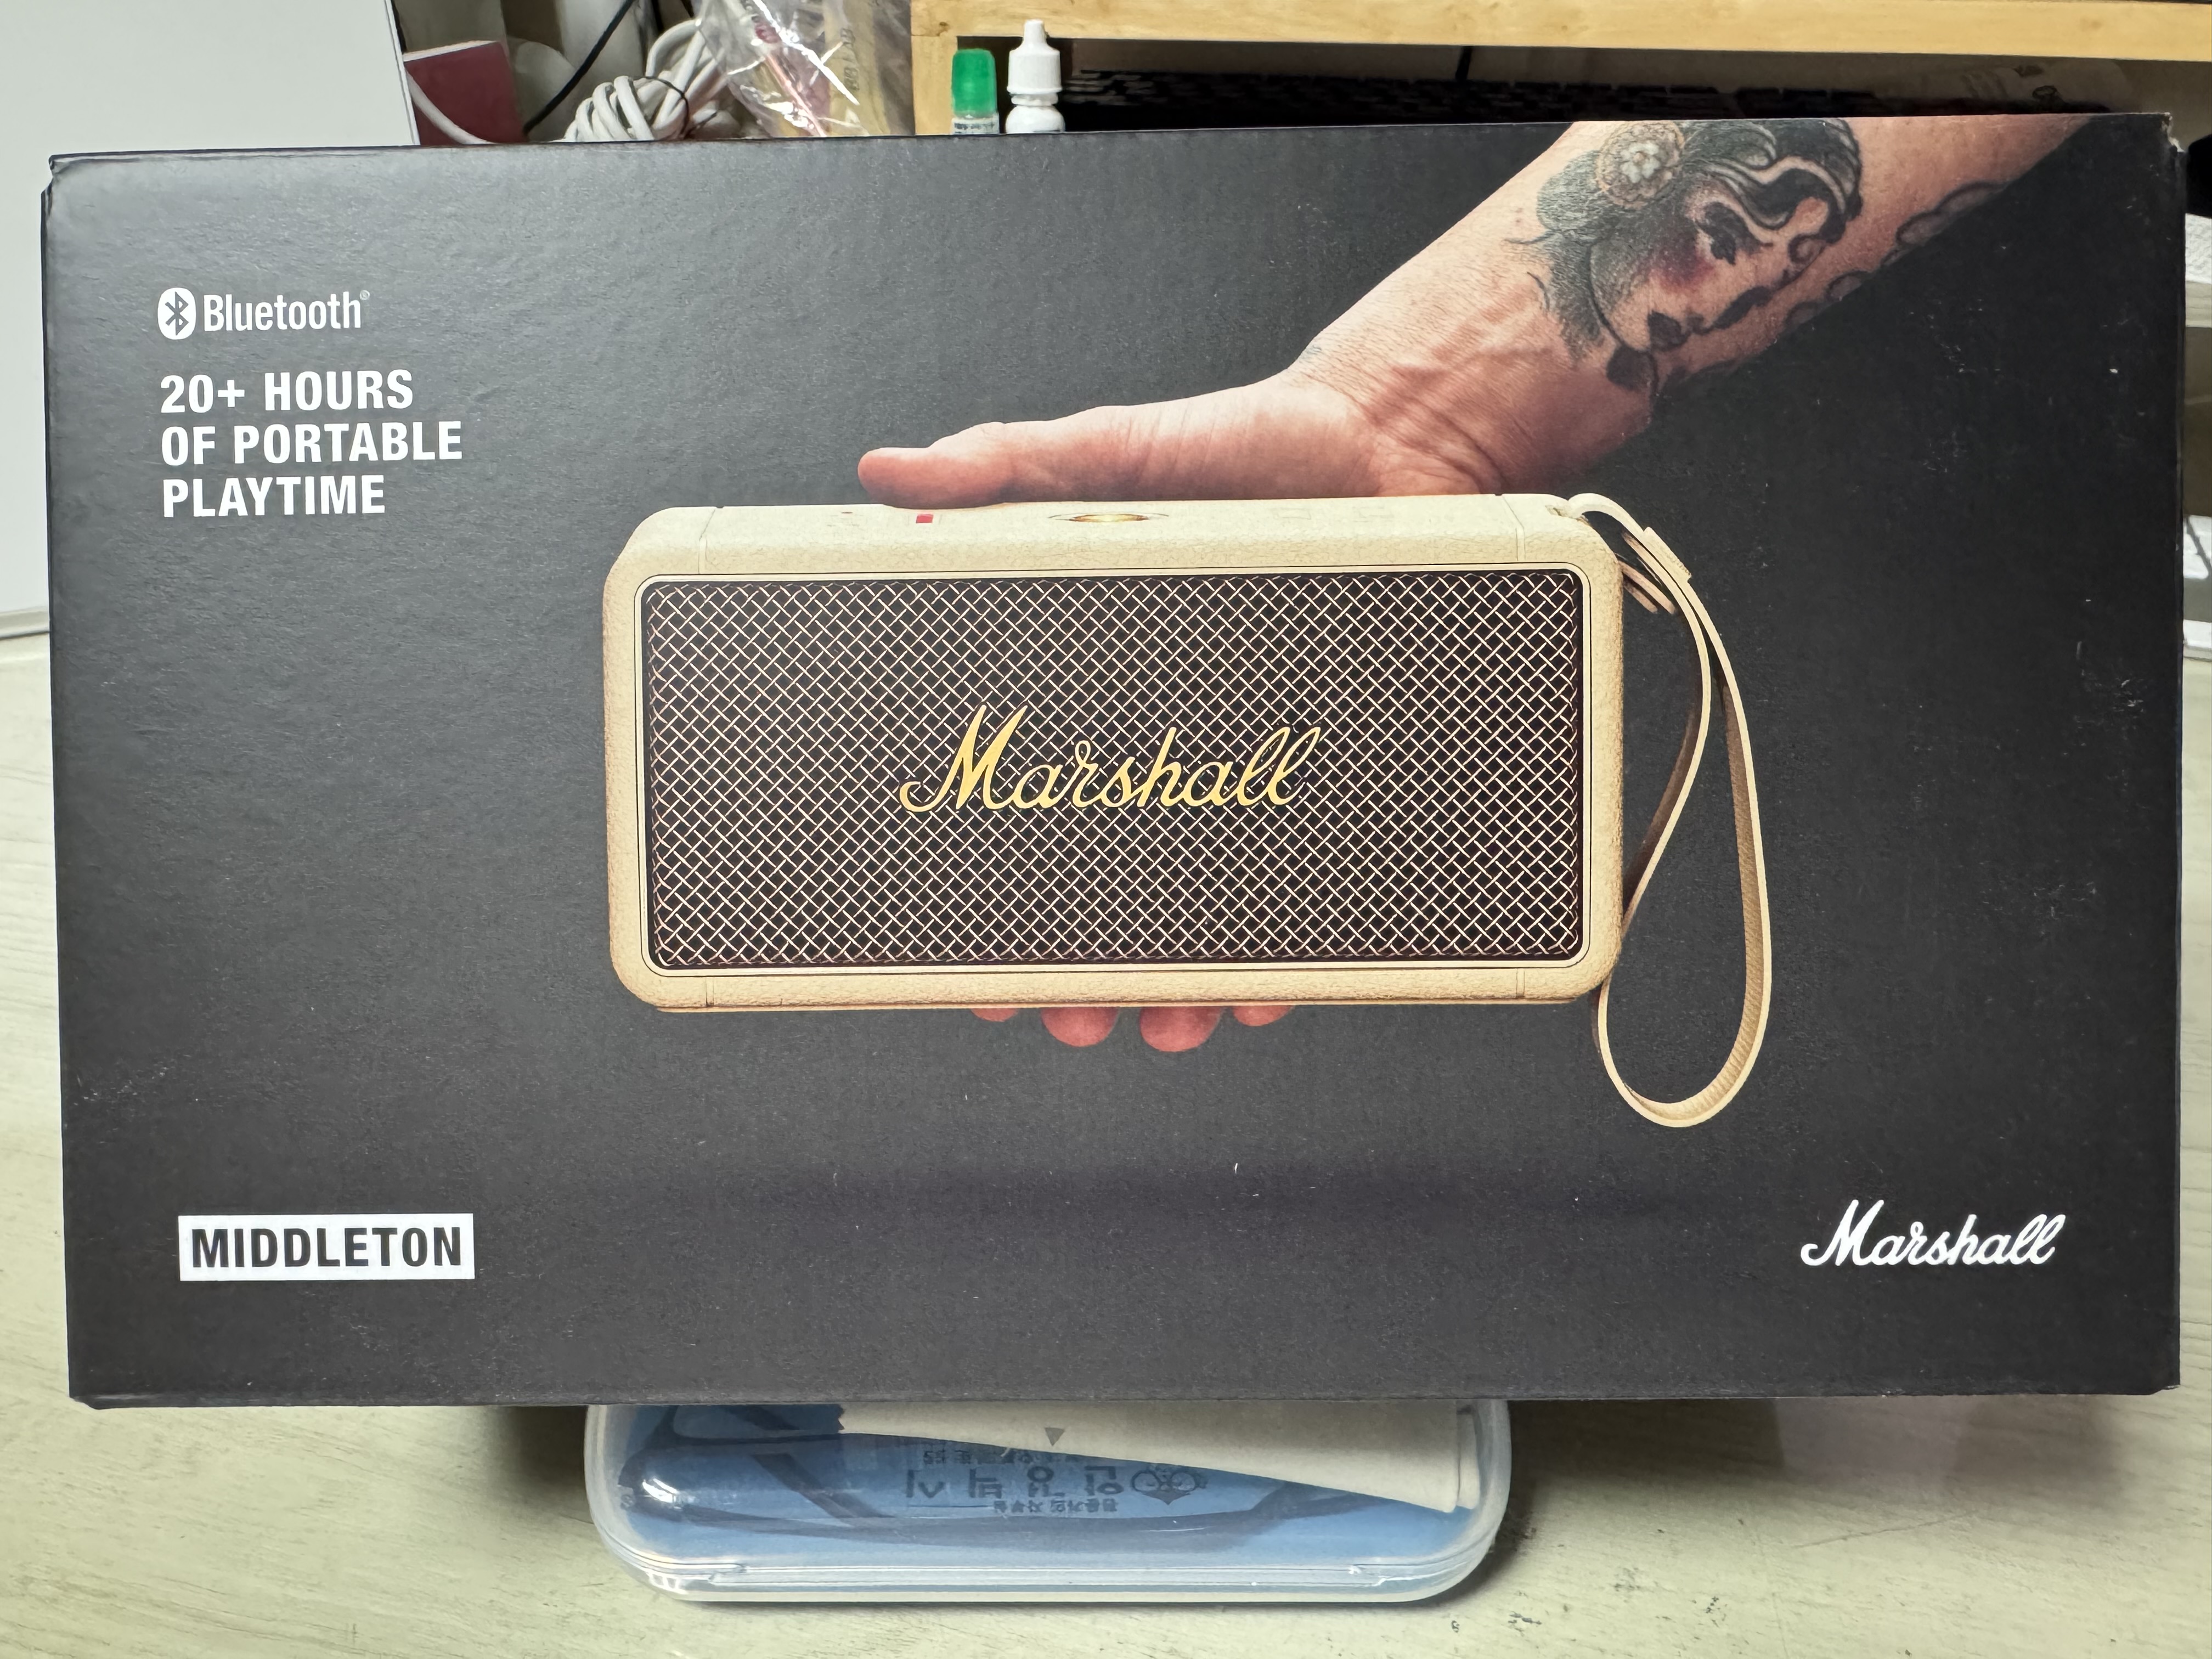 Bluetooth®
20+ HOURS
OF PORTABLE
PLAYTIME
Marshall
MIDDLETON
Marshall